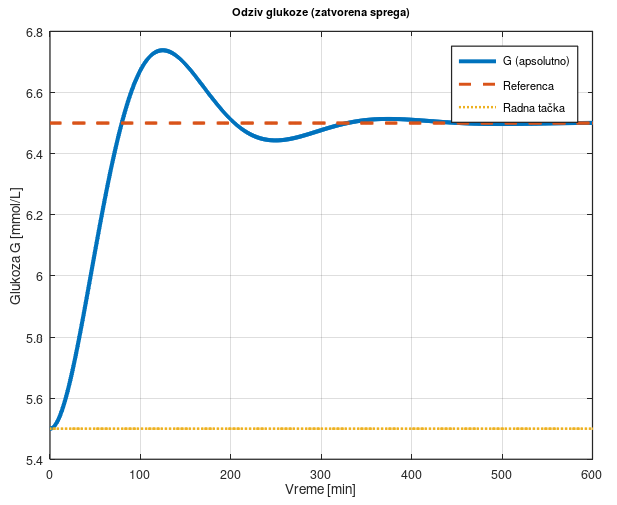 Odziv glukoze (zatvorena sprega)
6.8
6.6
6.4
6.2
6
5.8
5.6
5.4
Glukoza G [mmol/L]
G (apsolutno)
Referenca
Radna tačka
0 100 200 300 400 500 600
Vreme [min]